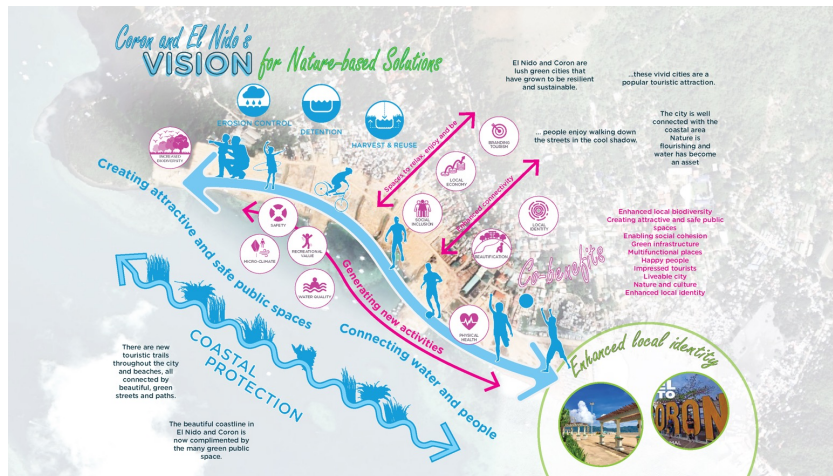 Coron and El Nido's
VISION for Nature-based Solutions
EROSION CONTROL
DETENTION
HARVEST & REUSE
El Nido and Coron are
lush green cities that
have grown to be resilient
and sustainable.
...these vivid cities are a
popular touristic attraction.
... people enjoy walking down
the streets in the cool shadow.
The city is well
connected with the
coastal area
Nature is
flourishing and
water has become
an asset
INCREASED
BIODIVERSITY
Creating attractive and safe public spaces
Spaces to relax, enjoy and be
BRANDING
TOURISM
LOCAL
ECONOMY
Enhanced connectivity
SOCIAL
INCLUSION
LOCAL
IDENTITY
BEAUTIFICATION
SAFETY
MICRO-CLIMATE
RECREATIONAL
VALUE
WATER QUALITY
PHYSICAL
HEALTH
Generating new activities
Connecting water and people
COASTAL
PROTECTION
Co-benefits
Enhanced local biodiversity
Creating attractive and safe public
spaces
Enabling social cohesion
Green infrastructure
Multifunctional places
Happy people
Impressed tourists
Liveable city
Nature and culture
Enhanced local identity
There are new
touristic trails
throughout the city
and beaches, all
connected by
beautiful, green
streets and paths.
The beautiful coastline in
El Nido and Coron is
now complimented by
the many green public
space.
Enhanced local identity
TO
CORON